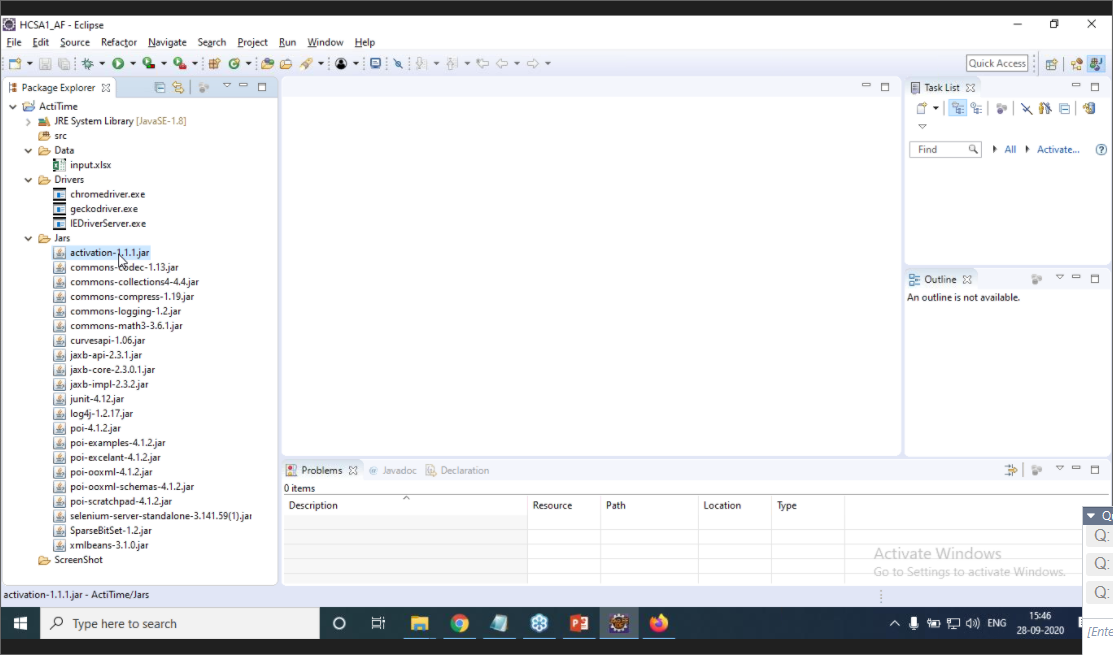 HCSA1_AF - Eclipse
File Edit Source Refactor Navigate Search Project Run Window Help
Quick Access
Package Explorer
ActiTime
JRE System Library [JavaSE-1.8]
src
Data
input.xlsx
Drivers
chromedriver.exe
geckodriver.exe
IEDriverServer.exe
Jars
activation-1.1.1.jar
commons-codec-1.13.jar
commons-collections4-4.4.jar
commons-compress-1.19.jar
commons-logging-1.2.jar
commons-math3-3.6.1.jar
curvesapi-1.06.jar
jaxb-api-2.3.1.jar
jaxb-core-2.3.0.1.jar
jaxb-impl-2.3.2.jar
junit-4.12.jar
log4j-1.2.17.jar
poi-4.1.2.jar
poi-examples-4.1.2.jar
poi-excelant-4.1.2.jar
poi-ooxml-4.1.2.jar
poi-ooxml-schemas-4.1.2.jar
poi-scratchpad-4.1.2.jar
selenium-server-standalone-3.141.59(1).jar
SparseBitSet-1.2.jar
xmlbeans-3.1.0.jar
ScreenShot
Task List
Find All Activate...
Outline
An outline is not available.
Problems Javadoc Declaration
0 items
Description Resource Path Location Type
Activate Windows
Go to Settings to activate Windows.
Q:
Q:
Q:
[Ente
activation-1.1.1.jar - ActiTime/Jars
Type here to search
ENG
15:46
28-09-2020